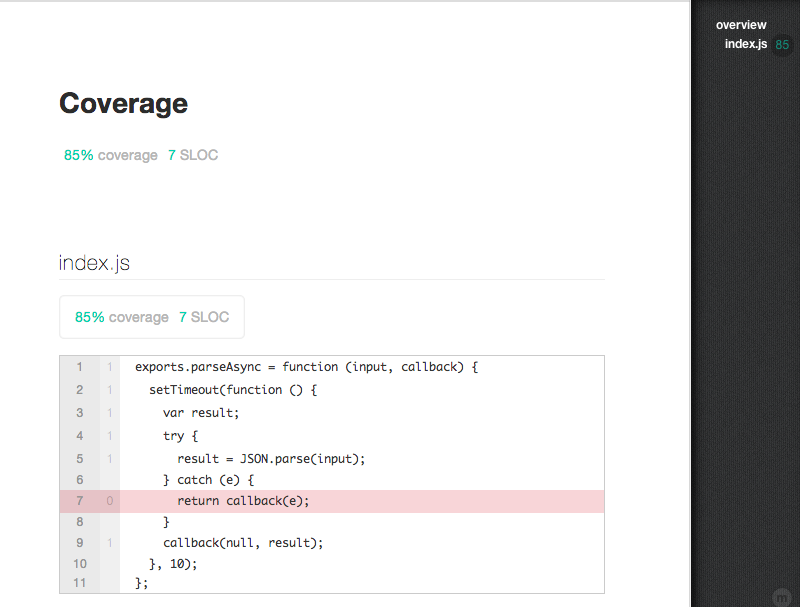 overview
index.js 85
Coverage
85% coverage 7 SLOC
index.js
85% coverage 7 SLOC
1 1 exports.parseAsync = function (input, callback) {
2 1   setTimeout(function () {
3 1     var result;
4 1     try {
5 1       result = JSON.parse(input);
6     } catch (e) {
7 0       return callback(e);
8     }
9 1     callback(null, result);
10   }, 10);
11 };
m